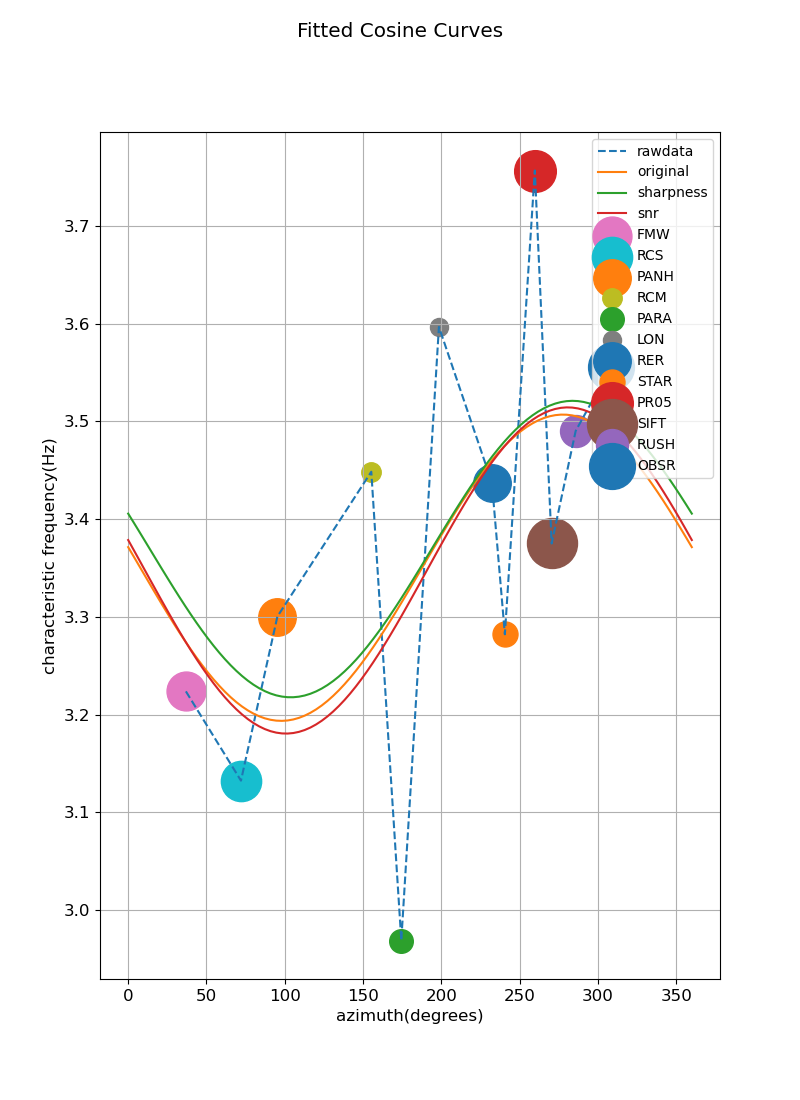 Fitted Cosine Curves
rawdata
original
sharpness
snr
FMW
RCS
PANH
RCM
PARA
LON
RER
STAR
PR05
SIFT
RUSH
OBSR
characteristic frequency(Hz)
3.7
3.6
3.5
3.4
3.3
3.2
3.1
3.0
0 50 100 150 200 250 300 350
azimuth(degrees)